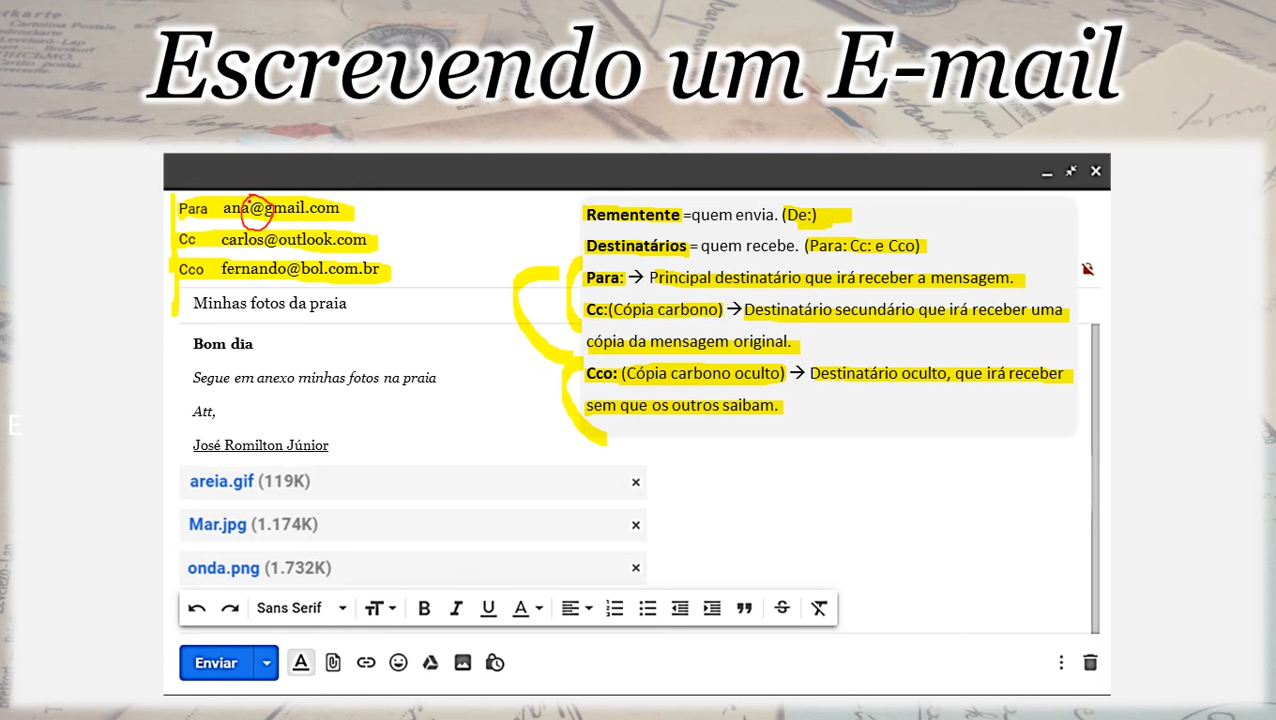 Escrevendo um E-mail
Para ana@gmail.com
Cc carlos@outlook.com
Cco fernando@bol.com.br
Minhas fotos da praia
Bom dia
Segue em anexo minhas fotos na praia
Att,
José Romilton Júnior
areia.gif (119K)
Mar.jpg (1.174K)
onda.png (1.732K)
Rementente =quem envia. (De:)
Destinatários = quem recebe. (Para: Cc: e Cco)
Para: → Principal destinatário que irá receber a mensagem.
Cc:(Cópia carbono) →Destinatário secundário que irá receber uma
cópia da mensagem original.
Cco: (Cópia carbono oculto) → Destinatário oculto, que irá receber
sem que os outros saibam.
E
Sans Serif
Enviar